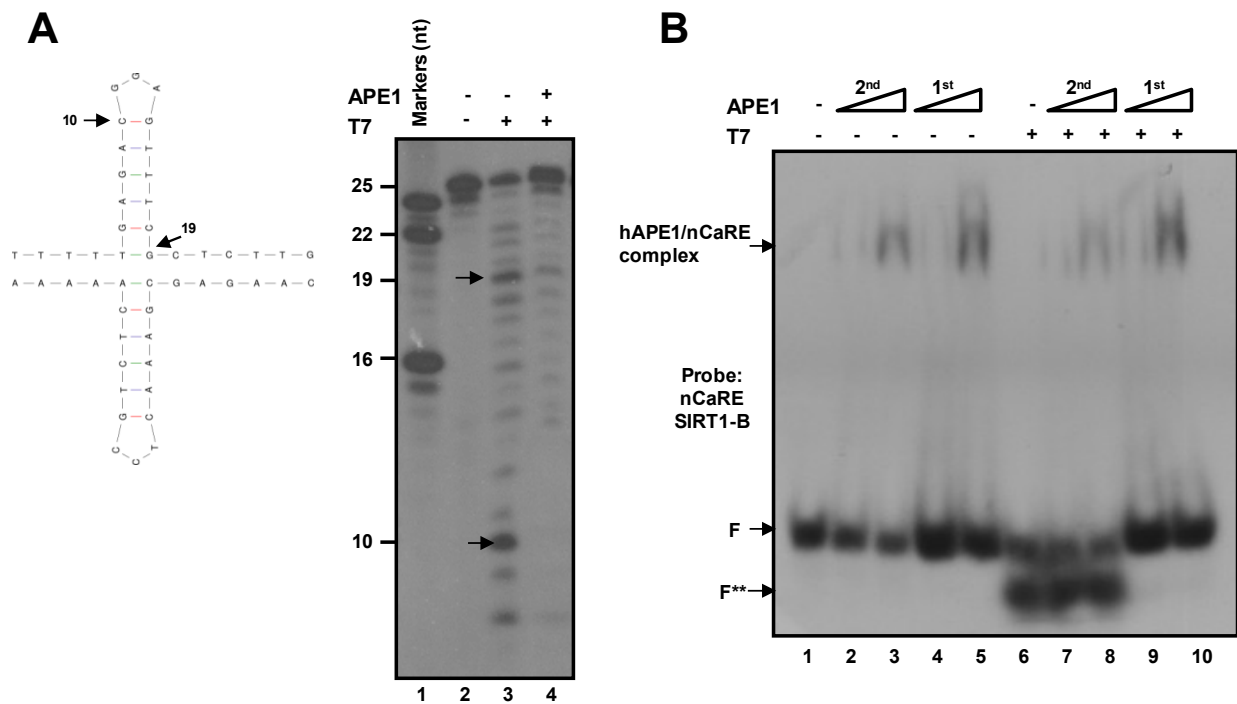 A
G G A
10 C G
A T
G T
A T
G C
19
T T T T T T G C T C T T G
A A A A A A C G A G A A C
C G
T A
C A
T A
G C
C C T
Markers (nt)
APE1 - - +
T7 - + +
25
22
19
16
10
1 2 3 4
B
2nd 1st 2nd 1st
APE1 - -
T7 - - - - - + + + + +
hAPE1/nCaRE
complex
Probe:
nCaRE
SIRT1-B
F
F**
1 2 3 4 5 6 7 8 9 10